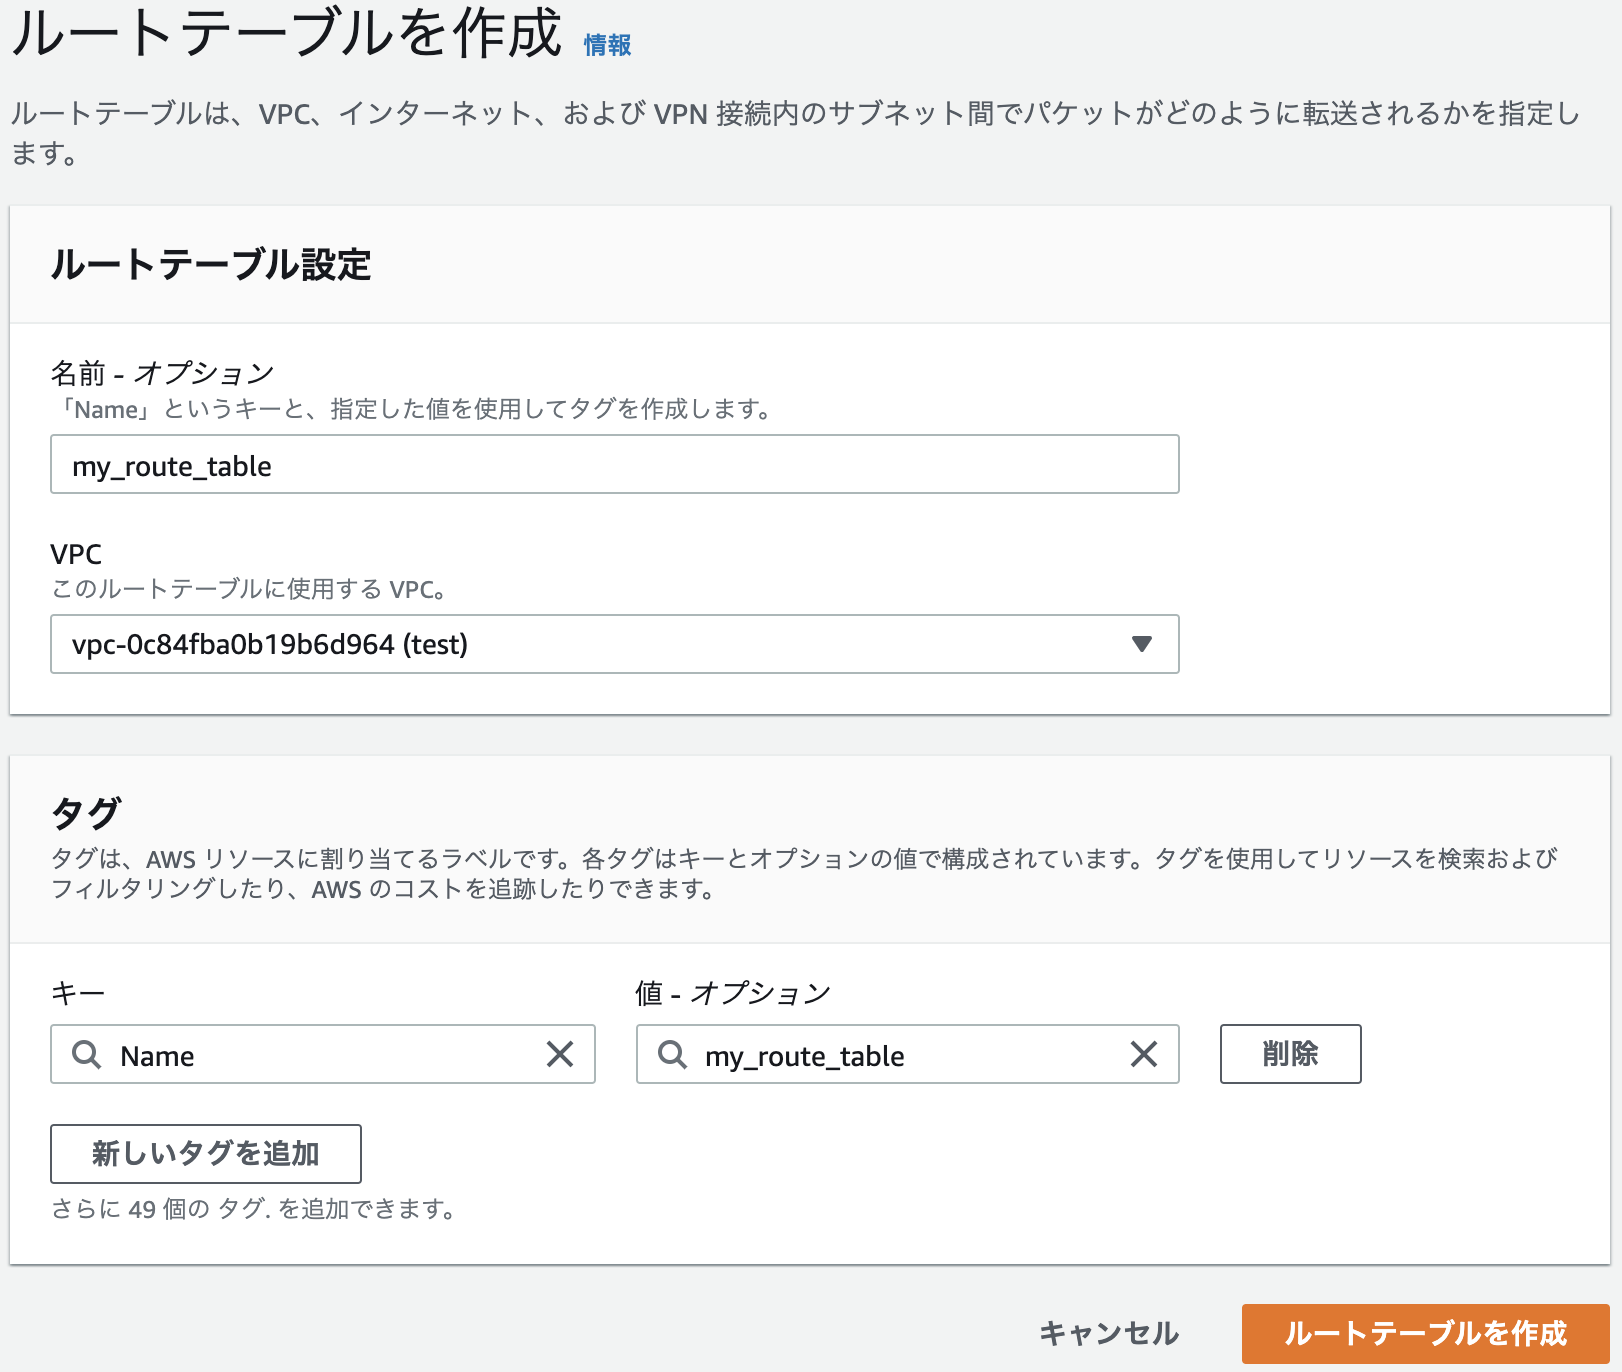 ルートテーブルを作成 情報
ルートテーブルは、VPC、インターネット、および VPN 接続内のサブネット間でパケットがどのように転送されるかを指定し
ます。
ルートテーブル設定
名前 - オプション
「Name」というキーと、指定した値を使用してタグを作成します。
my_route_table
VPC
このルートテーブルに使用する VPC。
vpc-0c84fba0b19b6d964 (test)
タグ
タグは、AWS リソースに割り当てるラベルです。各タグはキーとオプションの値で構成されています。タグを使用してリソースを検索および
フィルタリングしたり、AWS のコストを追跡したりできます。
キー 値 - オプション
Name my_route_table 削除
新しいタグを追加
さらに 49 個の タグ. を追加できます。
キャンセル ルートテーブルを作成